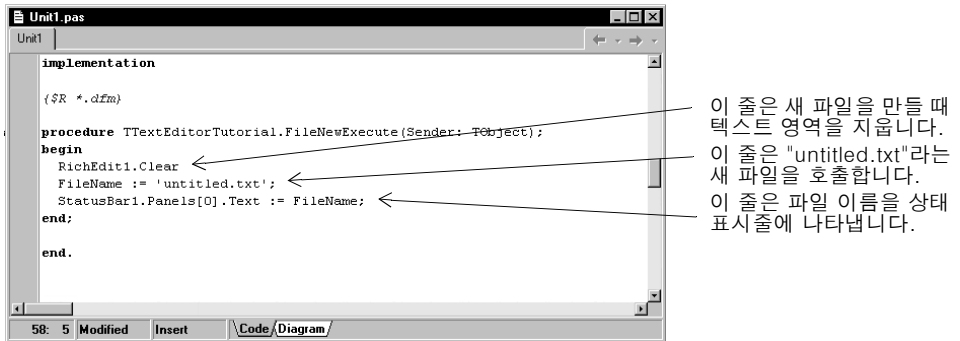 Unit1.pas
Unit1
implementation
{$R *.dfm}
procedure TTextEditorTutorial.FileNewExecute(Sender: TObject);
begin
RichEdit1.Clear
FileName := 'untitled.txt';
StatusBar1.Panels[0].Text := FileName;
end;
end.
58: 5 Modified Insert Code Diagram
이 줄은 새 파일을 만들 때
텍스트 영역을 지웁니다.
이 줄은 "untitled.txt"라는
새 파일을 호출합니다.
이 줄은 파일 이름을 상태
표시줄에 나타냅니다.